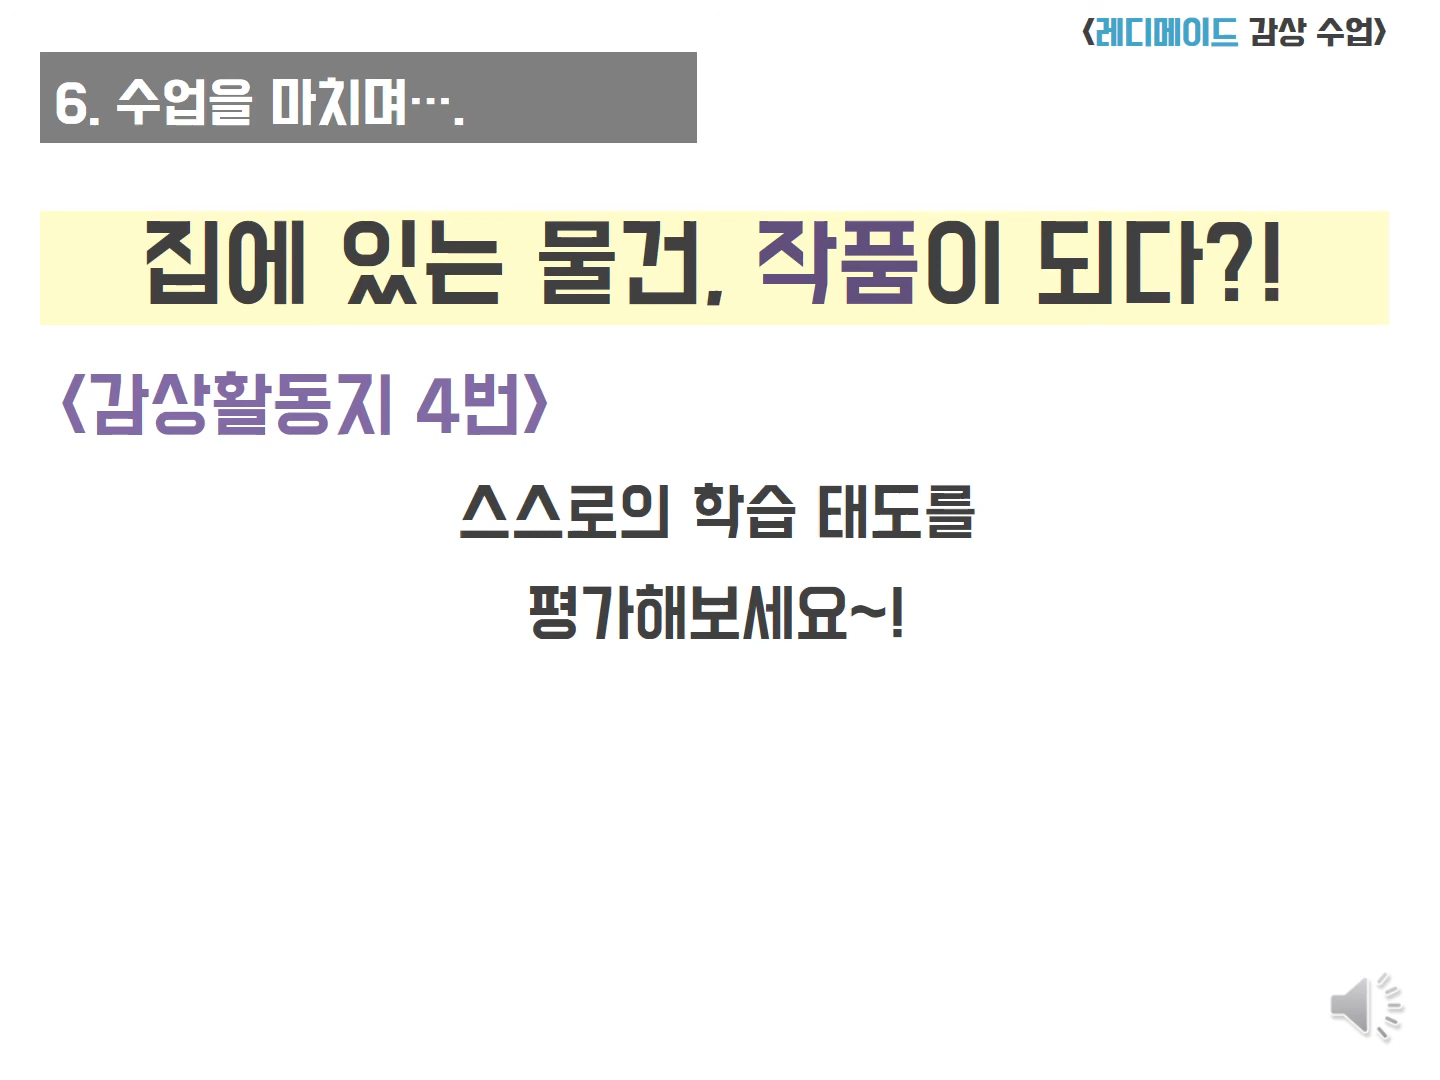 <레디메이드 감상 수업>
6. 수업을 마치며….
집에 있는 물건, 작품이 되다?!
<감상활동지 4번>
스스로의 학습 태도를
평가해보세요~!